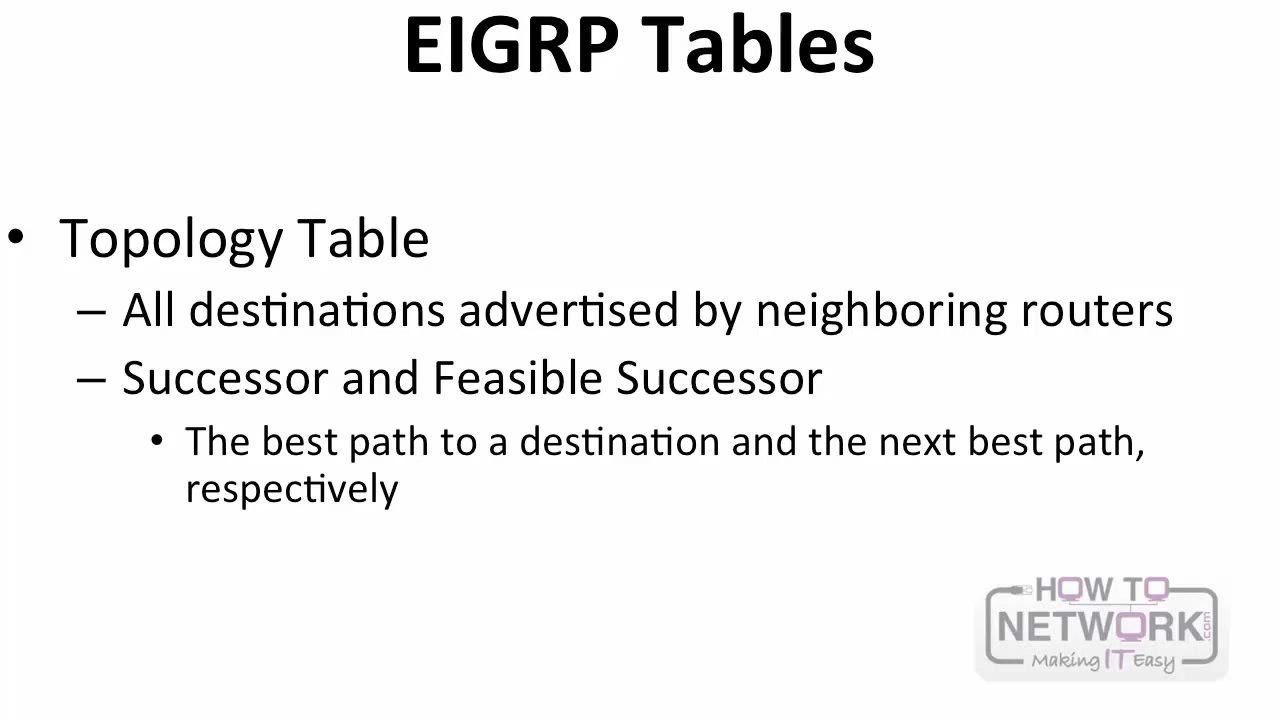 EIGRP Tables
• Topology Table
– All destinations advertised by neighboring routers
– Successor and Feasible Successor
• The best path to a destination and the next best path,
respectively
HOW TO
NETWORK.com
Making IT Easy